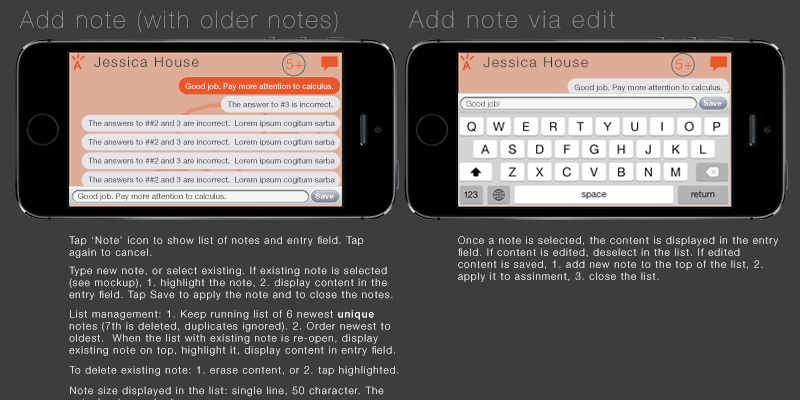 Add note (with older notes)
Jessica House
5+
Good job. Pay more attention to calculus.
The answer to #3 is incorrect.
The answers to ##2 and 3 are incorrect. Lorem ipsum cogitum sarba
The answers to ##2 and 3 are incorrect. Lorem ipsum cogitum sarba
The answers to ##2 and 3 are incorrect. Lorem ipsum cogitum sarba
The answers to ##2 and 3 are incorrect. Lorem ipsum cogitum sarba
Good job. Pay more attention to calculus.
Save
Tap 'Note' icon to show list of notes and entry field. Tap
again to cancel.
Type new note, or select existing. If existing note is selected
(see mockup), 1. highlight the note, 2. display content in the
entry field. Tap Save to apply the note and to close the notes.
List management: 1. Keep running list of 6 newest unique
notes (7th is deleted, duplicates ignored). 2. Order newest to
oldest. When the list with existing note is re-open, display
existing note on top, highlight it, display content in entry field.
To delete existing note: 1. erase content, or 2. tap highlighted.
Note size displayed in the list: single line, 50 character. The
Add note via edit
Jessica House
5+
Good job. Pay more attention to calculus.
Good job!
Save
Q W E R T Y U I O P
A S D F G H J K L
Z X C V B N M
123 space return
Once a note is selected, the content is displayed in the entry
field. If content is edited, deselect in the list. If edited
content is saved, 1. add new note to the top of the list, 2.
apply it to assinment, 3. close the list.